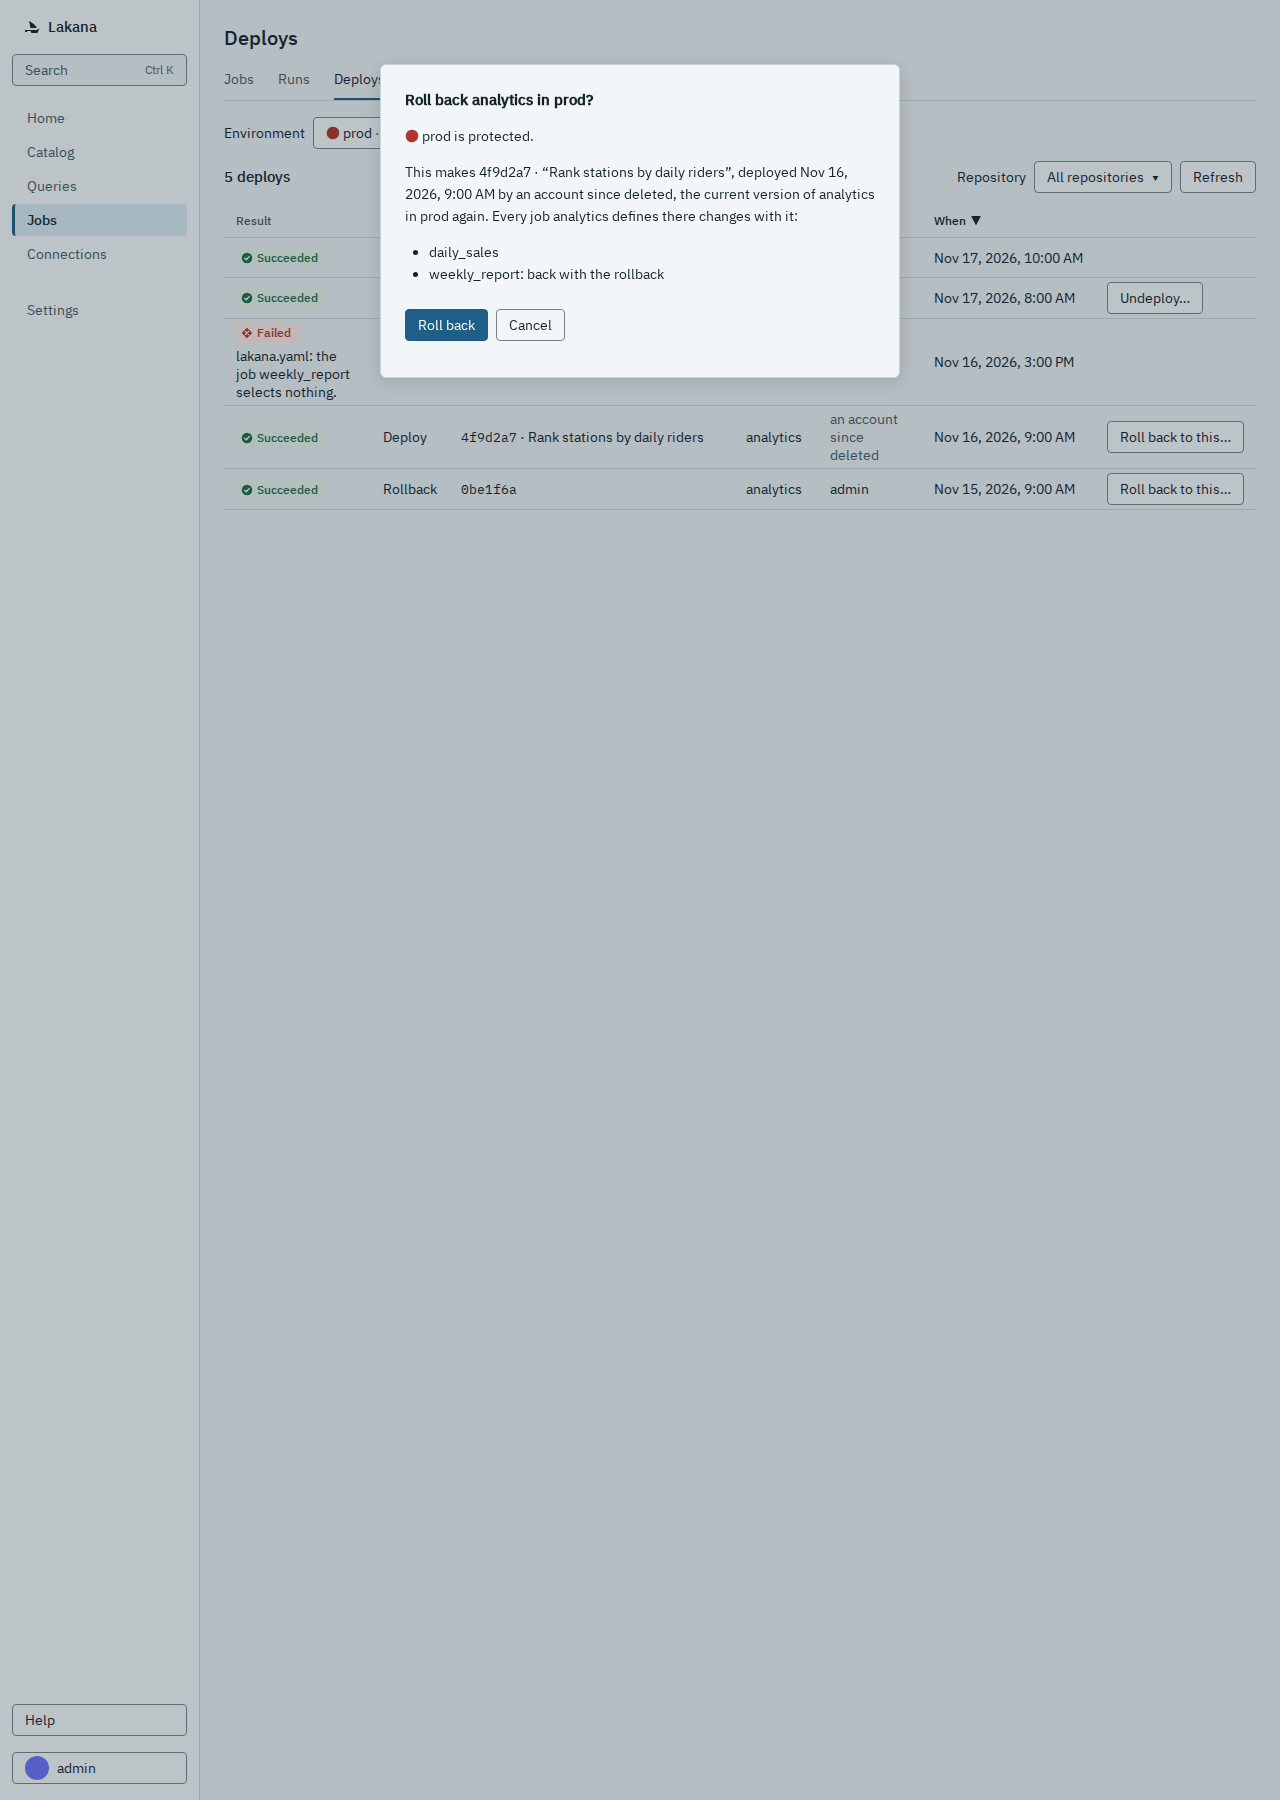 Lakana
Search Ctrl K
Home
Catalog
Queries
Jobs
Connections
Settings
Help
admin
Deploys
Jobs Runs Deploys
Environment prod ·
5 deploys Repository All repositories Refresh
Result When
Succeeded Nov 17, 2026, 10:00 AM
Succeeded Nov 17, 2026, 8:00 AM Undeploy...
Failed
lakana.yaml: the
job weekly_report
selects nothing.
Nov 16, 2026, 3:00 PM
Succeeded Deploy 4f9d2a7 · Rank stations by daily riders analytics an account
since
deleted
Nov 16, 2026, 9:00 AM Roll back to this...
Succeeded Rollback 0be1f6a analytics admin Nov 15, 2026, 9:00 AM Roll back to this...
Roll back analytics in prod?
prod is protected.
This makes 4f9d2a7 · “Rank stations by daily riders”, deployed Nov 16,
2026, 9:00 AM by an account since deleted, the current version of analytics
in prod again. Every job analytics defines there changes with it:
• daily_sales
• weekly_report: back with the rollback
Roll back Cancel